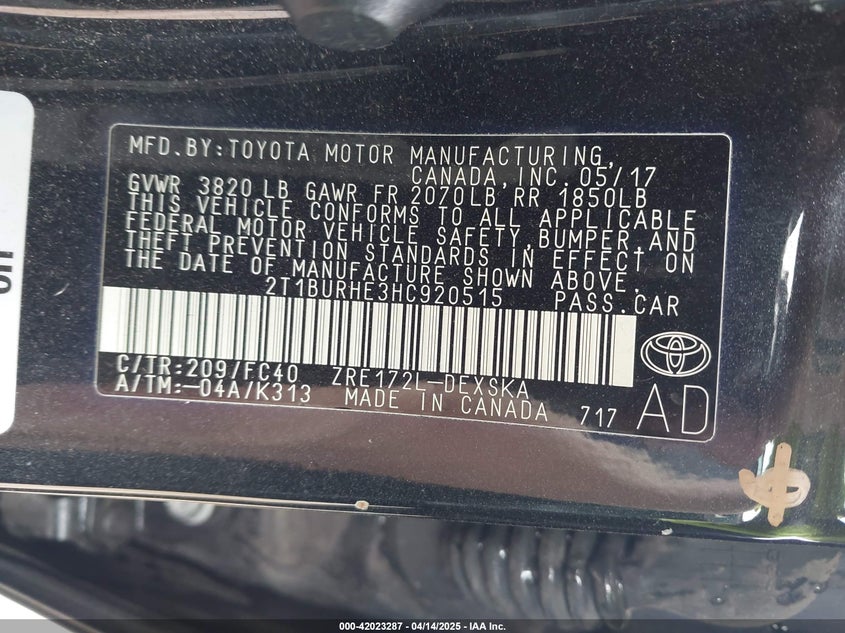 MFD.BY:TOYOTA MOTOR MANUFACTURING,
CANADA,INC. 05/17
GVWR 3820 LB GAWR FR 2070LB RR 1850LB
THIS VEHICLE CONFORMS TO ALL APPLICABLE
FEDERAL MOTOR VEHICLE SAFETY,BUMPER,AND
THEFT PREVENTION STANDARDS IN EFFECT ON
THE DATE OF MANUFACTURE SHOWN ABOVE.
2T1BURHE3HC920515 PASS.CAR
C/TR:209/FC40 ZRE172L-DEXSKA
A/TM:-04A/K313 MADE IN CANADA 717
AD
000-42023287 - 04/14/2025 - IAA Inc.